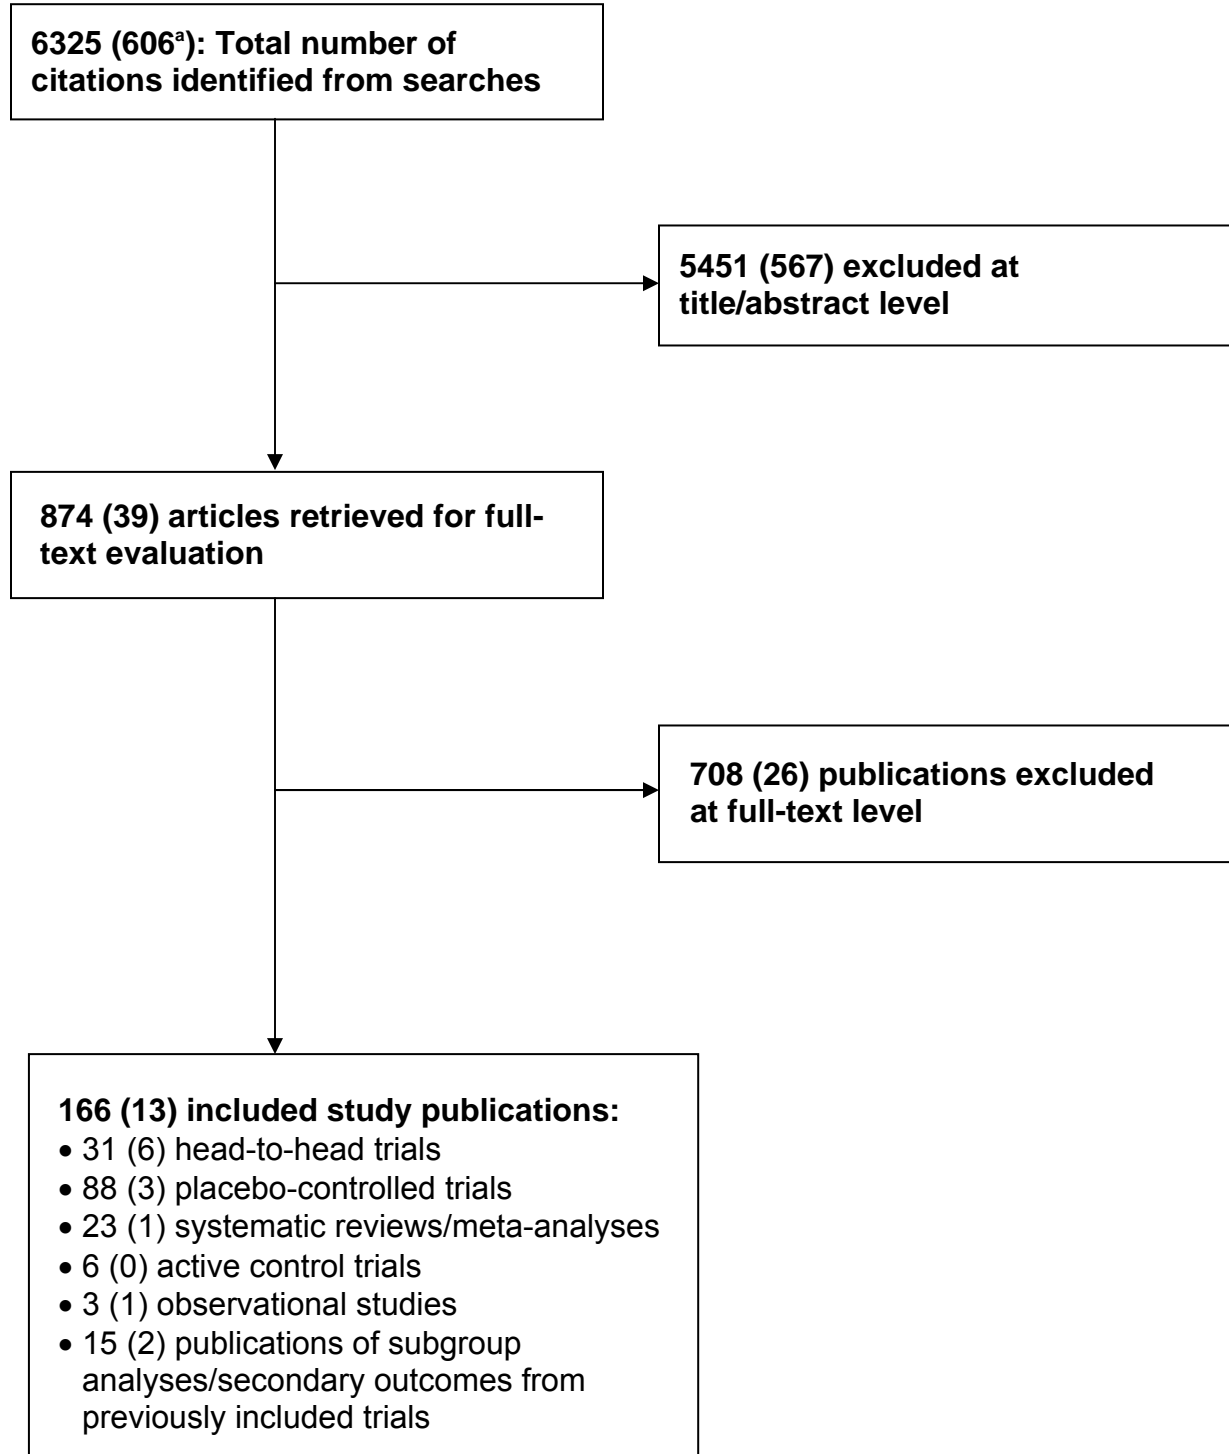 6325 (606ª): Total number of
citations identified from searches
5451 (567) excluded at
title/abstract level
874 (39) articles retrieved for full-
text evaluation
708 (26) publications excluded
at full-text level
166 (13) included study publications:
• 31 (6) head-to-head trials
• 88 (3) placebo-controlled trials
• 23 (1) systematic reviews/meta-analyses
• 6 (0) active control trials
• 3 (1) observational studies
• 15 (2) publications of subgroup
analyses/secondary outcomes from
previously included trials